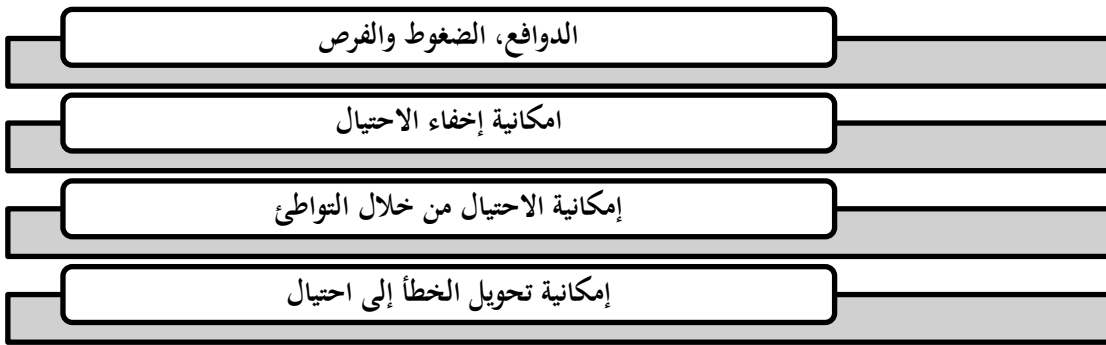 الدوافع، الضغوط والفرص
امكانية إخفاء الاحتيال
إمكانية الاحتيال من خلال التواطئ
إمكانية تحويل الخطأ إلى احتيال